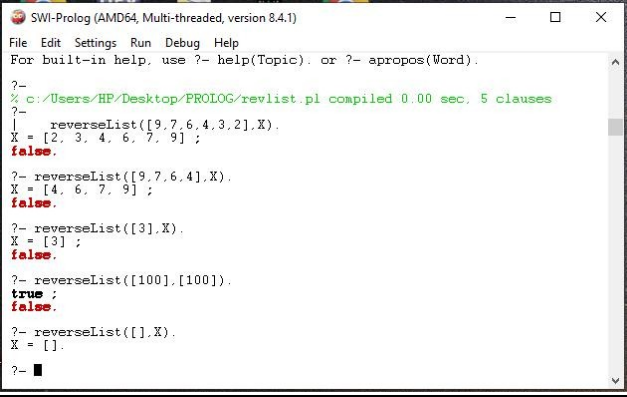 SWI-Prolog (AMD64, Multi-threaded, version 8.4.1)
File Edit Settings Run Debug Help
For built-in help, use ?- help(Topic). or ?- apropos(Word).
?-
% c:/Users/HP/Desktop/PROLOG/revlist.pl compiled 0.00 sec, 5 clauses
?-
| reverseList([9,7,6,4,3,2],X).
X = [2, 3, 4, 6, 7, 9] ;
false.
?- reverseList([9,7,6,4],X).
X = [4, 6, 7, 9] ;
false.
?- reverseList([3],X).
X = [3] ;
false.
?- reverseList([100],[100]).
true ;
false.
?- reverseList([],X).
X = [].
?-